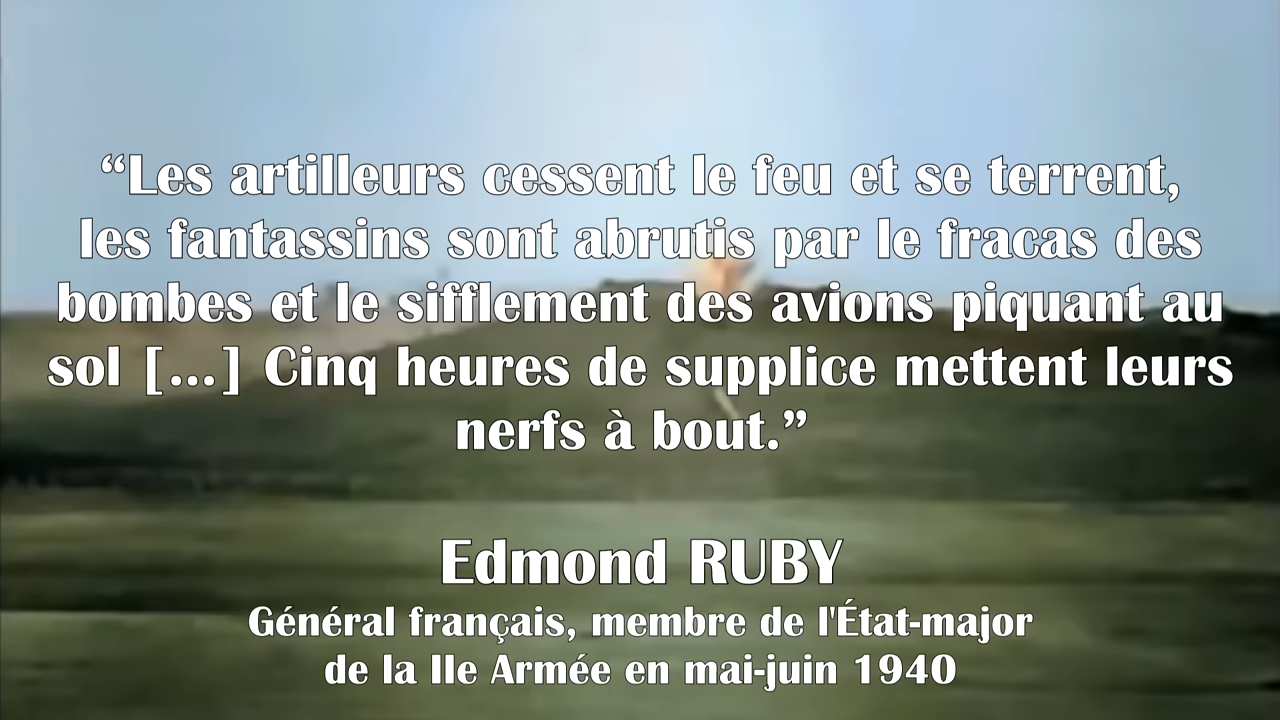 “Les artilleurs cessent le feu et se terrent,
les fantassins sont abrutis par le fracas des
bombes et le sifflement des avions piquant au
sol [...] Cinq heures de supplice mettent leurs
nerfs à bout.”
Edmond RUBY
Général français, membre de l'État-major
de la IIe Armée en mai-juin 1940